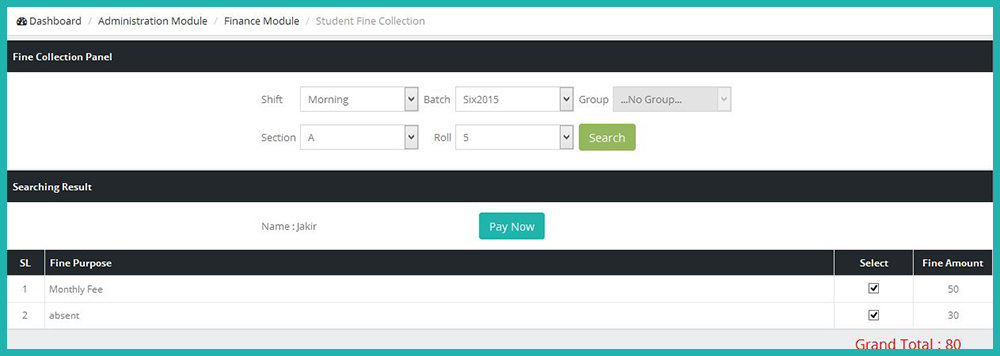 Dashboard / Administration Module / Finance Module / Student Fine Collection
Fine Collection Panel
Shift Morning Batch Six2015 Group ...No Group...
Section A Roll 5 Search
Searching Result
Name : Jakir Pay Now
SL Fine Purpose Select Fine Amount
1 Monthly Fee 50
2 absent 30
Grand Total : 80